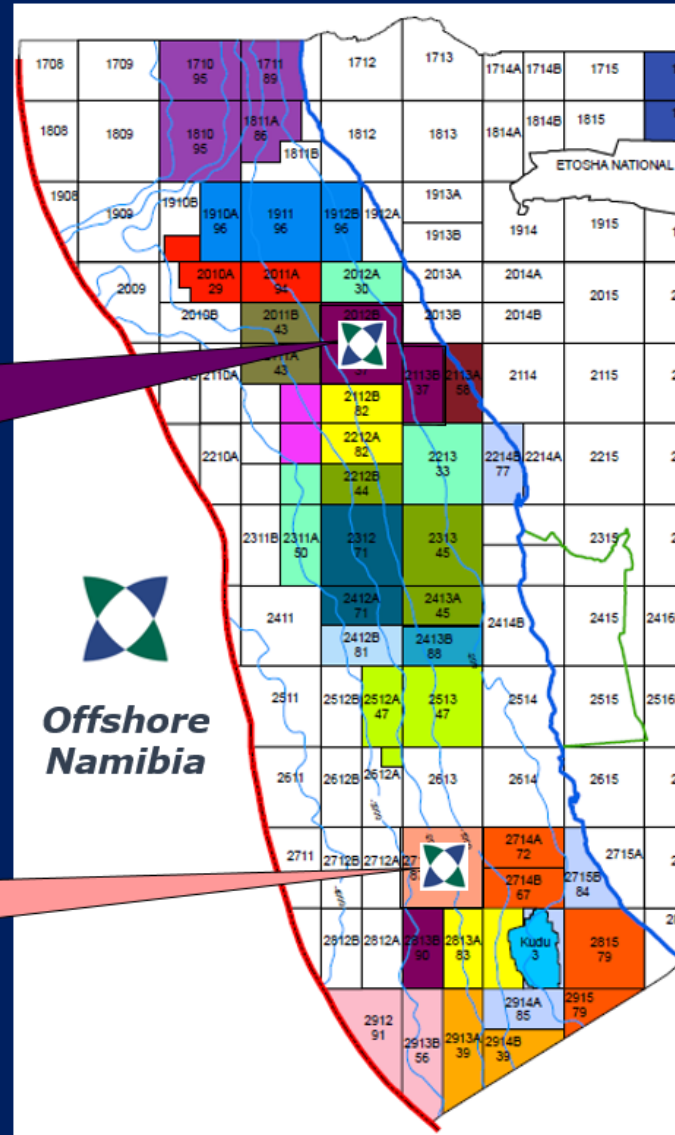 1708 1709 1710 1711 1712 1713 1714A 1714B 1715
95 89
1808 1809 1810 1811A 1812 1813 1814A 1814B 1815
95 86
1811B
ETOSHA NATIONAL
1908 1909 1910B 1910A 1911 1912B 1912A 1913A 1914 1915
96 96 96
1913B
2009 2010A 2011A 2012A 2013A 2014A 2015
29 94 30
2010B 2011B 2012B 2013B 2014B
43
2110A 43 37 2113B 2113A 2114 2115
37 58
2112B
82
2210A 2212A 2213 2214B 2214A 2215
82 33 77
2212B
44
2311B 2311A 2312 2313 2315
50 71 45
2411 2412A 2413A 2414B 2415 2416
71 45
2412B 2413B
81 88
2511 2512B 2512A 2513 2514 2515 2516
47 47
Offshore
Namibia
2611 2612B 2612A 2613 2614 2615
2711 2712B 2712A 2714A 2715A
72
2714B 2715B
67 84
2812B 2812A 2813B 2813A Kudu 2815
90 83 3 79
2912 2913B 2913A 2914A 2915
91 56 39 85 79
2914B
39